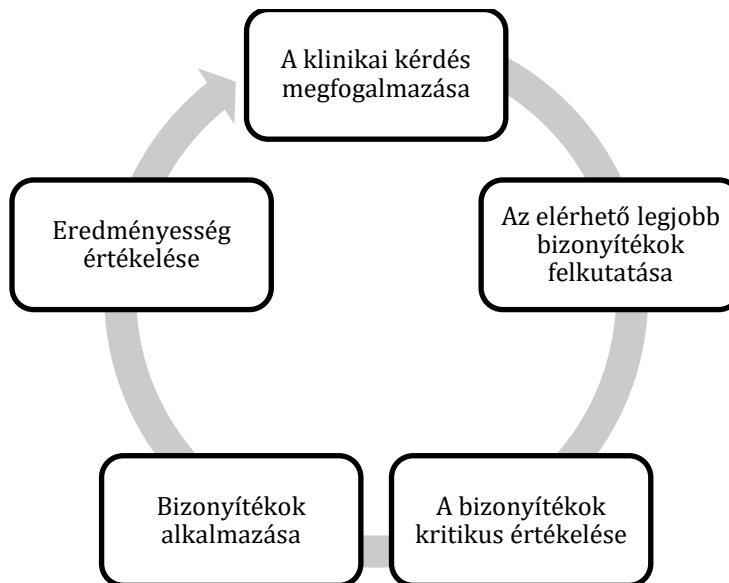 A klinikai kérdés
megfogalmazása
Az elérhető legjobb
bizonyítékok
felkutatása
A bizonyítékok
kritikus értékelése
Bizonyítékok
alkalmazása
Eredményesség
értékelése